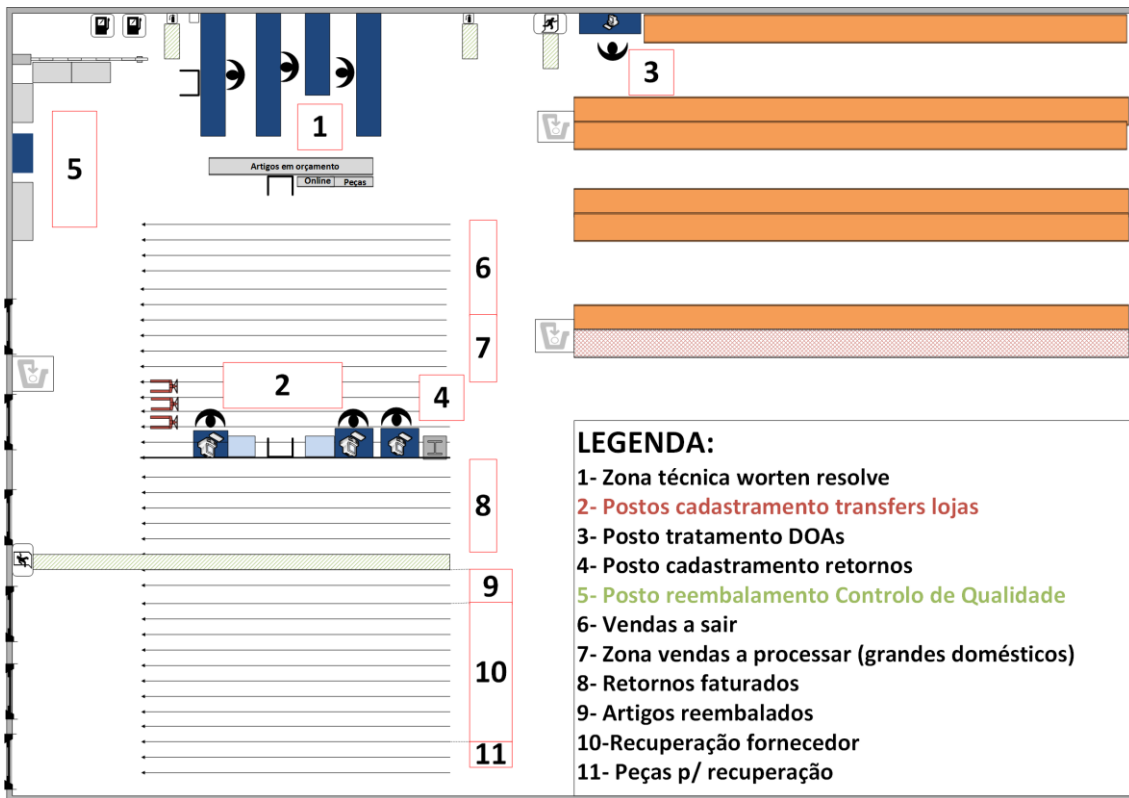 3
1
5
Artigos em orçamento
Online Peças
6
7
2
4
8
9
10
11
LEGENDA:
1- Zona técnica worten resolve
2- Postos cadastramento transfers lojas
3- Posto tratamento DOAs
4- Posto cadastramento retornos
5- Posto reembalamento Controlo de Qualidade
6- Vendas a sair
7- Zona vendas a processar (grandes domésticos)
8- Retornos faturados
9- Artigos reembalados
10-Recuperação fornecedor
11- Peças p/ recuperação